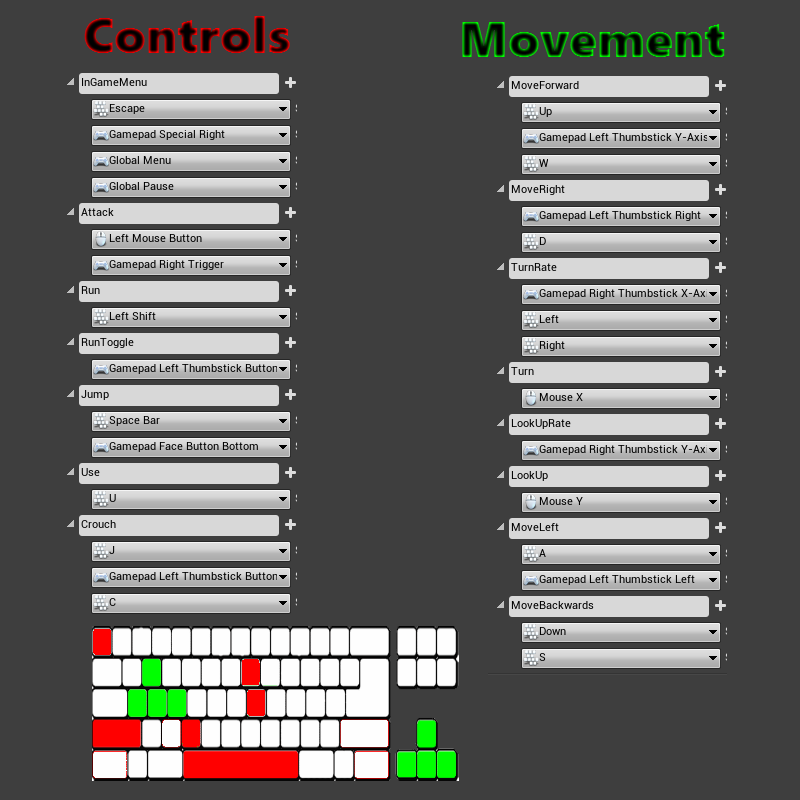 Controls
InGameMenu
Escape
Gamepad Special Right
Global Menu
Global Pause
Attack
Left Mouse Button
Gamepad Right Trigger
Run
Left Shift
RunToggle
Gamepad Left Thumbstick Button
Jump
Space Bar
Gamepad Face Button Bottom
Use
U
Crouch
J
Gamepad Left Thumbstick Button
C
Movement
MoveForward
Up
Gamepad Left Thumbstick Y-Axis
W
MoveRight
Gamepad Left Thumbstick Right
D
TurnRate
Gamepad Right Thumbstick X-Ax
Left
Right
Turn
Mouse X
LookUpRate
Gamepad Right Thumbstick Y-Ax
LookUp
Mouse Y
MoveLeft
A
Gamepad Left Thumbstick Left
MoveBackwards
Down
S